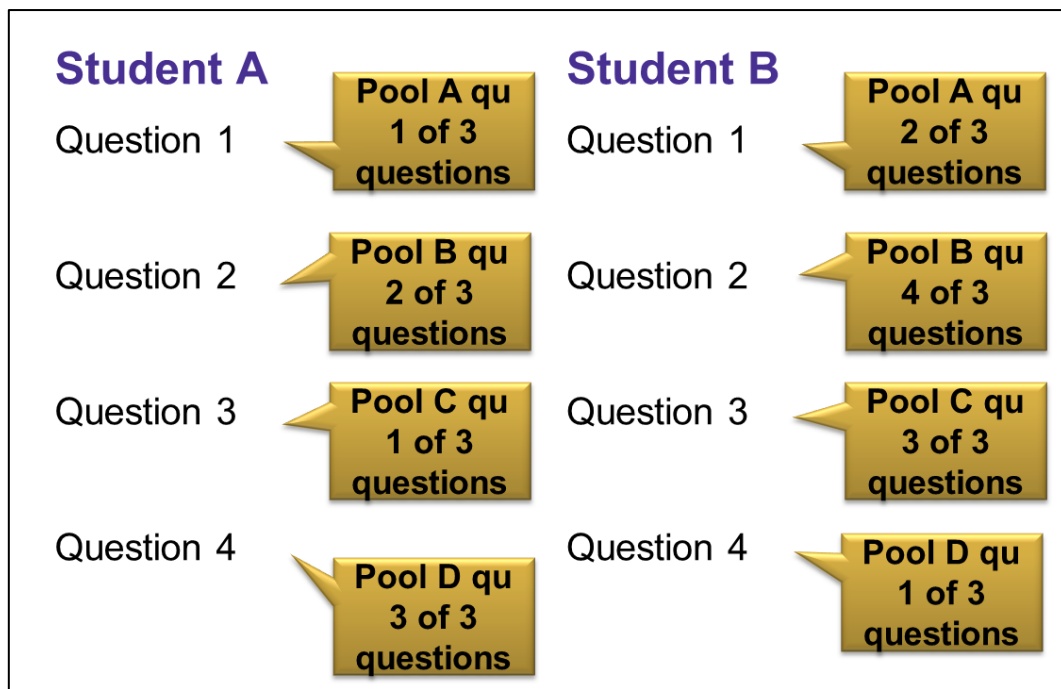 Student A
Question 1
Pool A qu
1 of 3
questions
Question 2
Pool B qu
2 of 3
questions
Question 3
Pool C qu
1 of 3
questions
Question 4
Pool D qu
3 of 3
questions
Student B
Question 1
Pool A qu
2 of 3
questions
Question 2
Pool B qu
4 of 3
questions
Question 3
Pool C qu
3 of 3
questions
Question 4
Pool D qu
1 of 3
questions